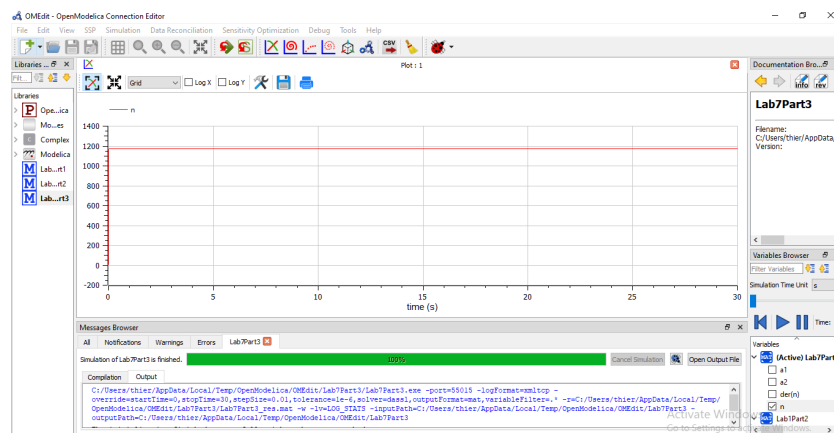 OMEdit - OpenModelica Connection Editor
File Edit View SSP Simulation Data Reconciliation Sensitivity Optimization Debug Tools Help
Libraries ...
Plot : 1
Documentation Bro...
Filt...
Grid
Log X
Log Y
info
rev
CSV
Libraries
P Ope...ica
Mo...es
C Complex
Modelica
M Lab...rt1
M Lab...rt2
M Lab...rt3
n
1400
1200
1000
800
600
400
200
0
-200
0 5 10 15 20 25 30
time (s)
Lab7Part3
Filename:
C:/Users/thier/AppData/
Version:
Variables Browser
Filter Variables
Simulation Time Unit s
Time:
Variables
(Active) Lab7Part
a1
a2
der(n)
n
Lab1Part2
Messages Browser
All Notifications Warnings Errors Lab7Part3
Simulation of Lab7Part3 is finished.
100%
Cancel Simulation
Open Output File
Compilation Output
C:/Users/thier/AppData/Local/Temp/OpenModelica/OMEdit/Lab7Part3/Lab7Part3.exe -port=55015 -logFormat=xmltcp -
override=startTime=0,stopTime=30,stepSize=0.01,tolerance=1e-6,solver=dassl,outputFormat=mat,variableFilter=.* -r=C:/Users/thier/AppData/Local/Temp/
OpenModelica/OMEdit/Lab7Part3/Lab7Part3_res.mat -w -lv=LOG_STATS -inputPath=C:/Users/thier/AppData/Local/Temp/OpenModelica/OMEdit/Lab7Part3 -
outputPath=C:/Users/thier/AppData/Local/Temp/OpenModelica/OMEdit/Lab7Part3
Activate Windows
Go to Settings to activate Windows.